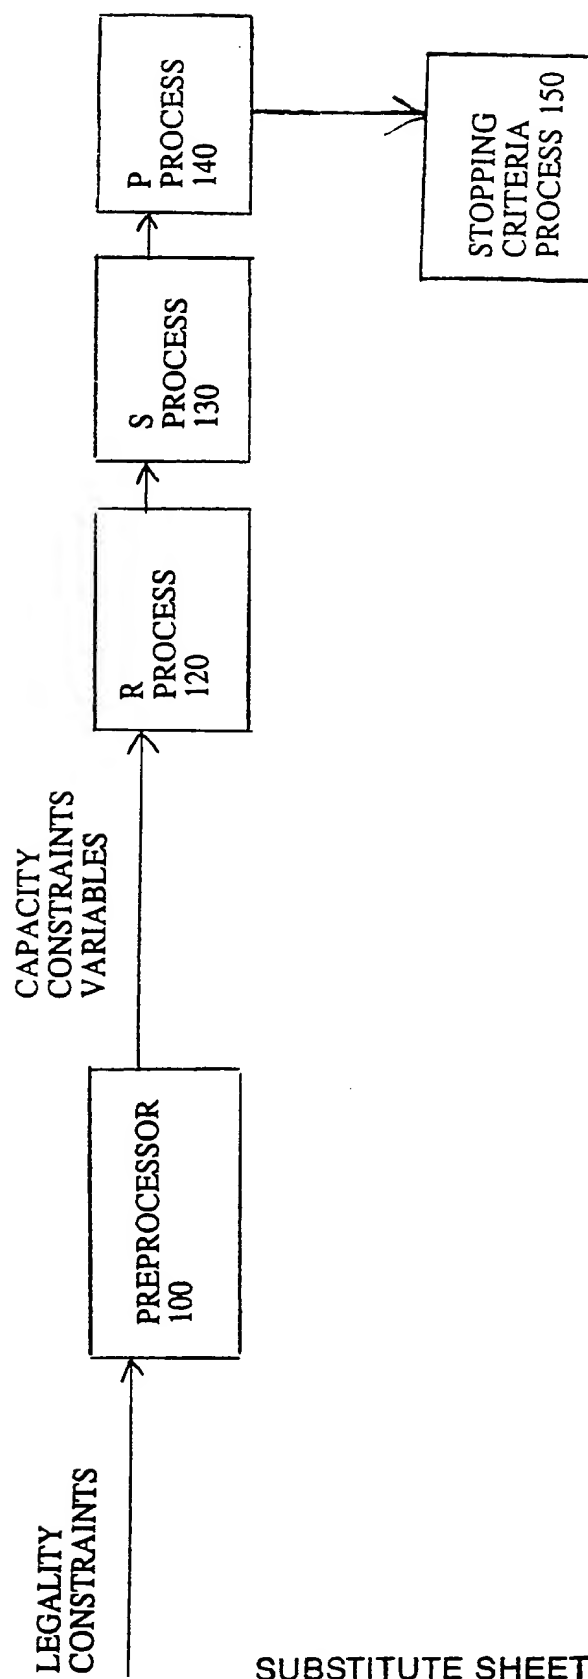 LEGALITY
CONSTRAINTS
PREPROCESSOR
100
CAPACITY
CONSTRAINTS
VARIABLES
R
PROCESS
120
S
PROCESS
130
P
PROCESS
140
STOPPING
CRITERIA
PROCESS 150
SUBSTITUTE SHEET